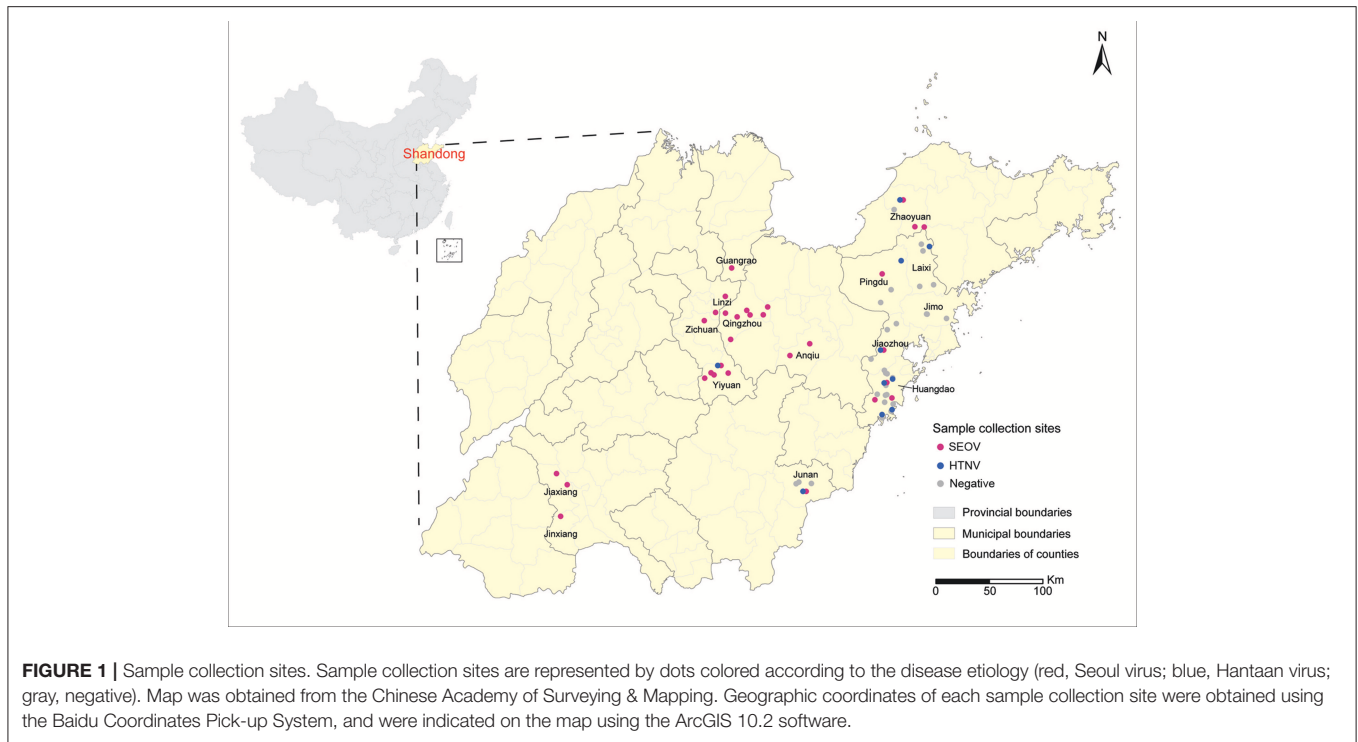 N
Shandong
Zhaoyuan
Guangrao
Laixi
Pingdu
Linzi
Jimo
Qingzhou
Zichuan
Jiaozhou
Anqiu
Yiyuan
Huangdao
Sample collection sites
SEOV
HTNV
Negative
Junan
Jiaxiang
Provincial boundaries
Jinxiang
Municipal boundaries
Boundaries of counties
Km
0 50 100
FIGURE 1 | Sample collection sites. Sample collection sites are represented by dots colored according to the disease etiology (red, Seoul virus; blue, Hantaan virus;
gray, negative). Map was obtained from the Chinese Academy of Surveying & Mapping. Geographic coordinates of each sample collection site were obtained using
the Baidu Coordinates Pick-up System, and were indicated on the map using the ArcGIS 10.2 software.